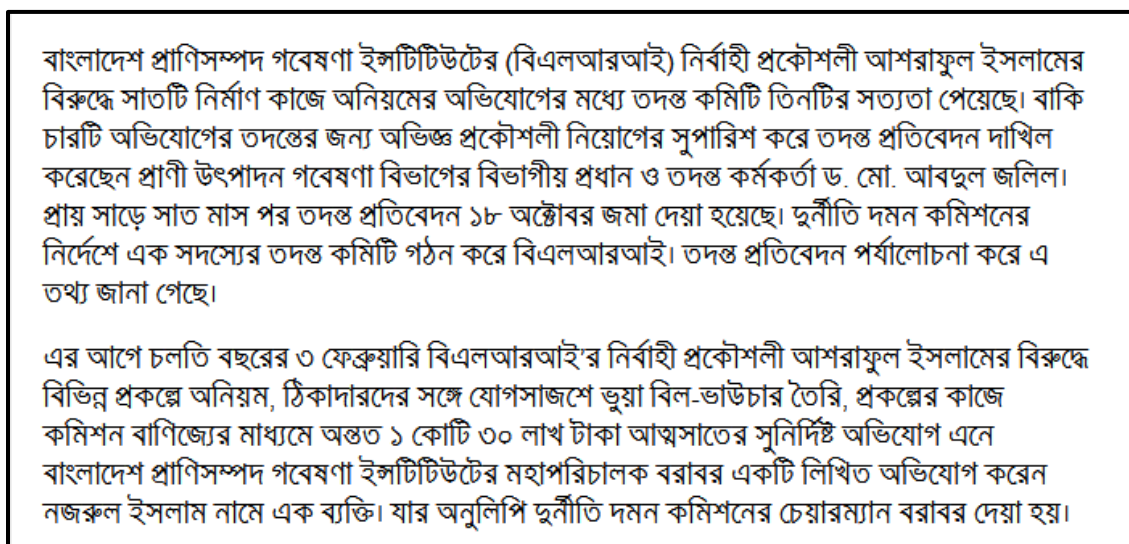 বাংলাদেশ প্রাণিসম্পদ গবেষণা ইন্সটিটিউটের (বিএলআরআই) নির্বাহী প্রকৌশলী আশরাফুল ইসলামের
বিরুদ্ধে সাতটি নির্মাণ কাজে অনিয়মের অভিযোগের মধ্যে তদন্ত কমিটি তিনটির সত্যতা পেয়েছে। বাকি
চারটি অভিযোগের তদন্তের জন্য অভিজ্ঞ প্রকৌশলী নিয়োগের সুপারিশ করে তদন্ত প্রতিবেদন দাখিল
করেছেন প্রাণী উৎপাদন গবেষণা বিভাগের বিভাগীয় প্রধান ও তদন্ত কর্মকর্তা ড. মো. আবদুল জলিল।
প্রায় সাড়ে সাত মাস পর তদন্ত প্রতিবেদন ১৮ অক্টোবর জমা দেয়া হয়েছে। দুর্নীতি দমন কমিশনের
নির্দেশে এক সদস্যের তদন্ত কমিটি গঠন করে বিএলআরআই। তদন্ত প্রতিবেদন পর্যালোচনা করে এ
তথ্য জানা গেছে।
এর আগে চলতি বছরের ৩ ফেব্রুয়ারি বিএলআরআই'র নির্বাহী প্রকৌশলী আশরাফুল ইসলামের বিরুদ্ধে
বিভিন্ন প্রকল্পে অনিয়ম, ঠিকাদারদের সঙ্গে যোগসাজশে ভুয়া বিল-ভাউচার তৈরি, প্রকল্পের কাজে
কমিশন বাণিজ্যের মাধ্যমে অন্তত ১ কোটি ৩০ লাখ টাকা আত্মসাতের সুনির্দিষ্ট অভিযোগ এনে
বাংলাদেশ প্রাণিসম্পদ গবেষণা ইন্সটিটিউটের মহাপরিচালক বরাবর একটি লিখিত অভিযোগ করেন
নজরুল ইসলাম নামে এক ব্যক্তি। যার অনুলিপি দুর্নীতি দমন কমিশনের চেয়ারম্যান বরাবর দেয়া হয়।